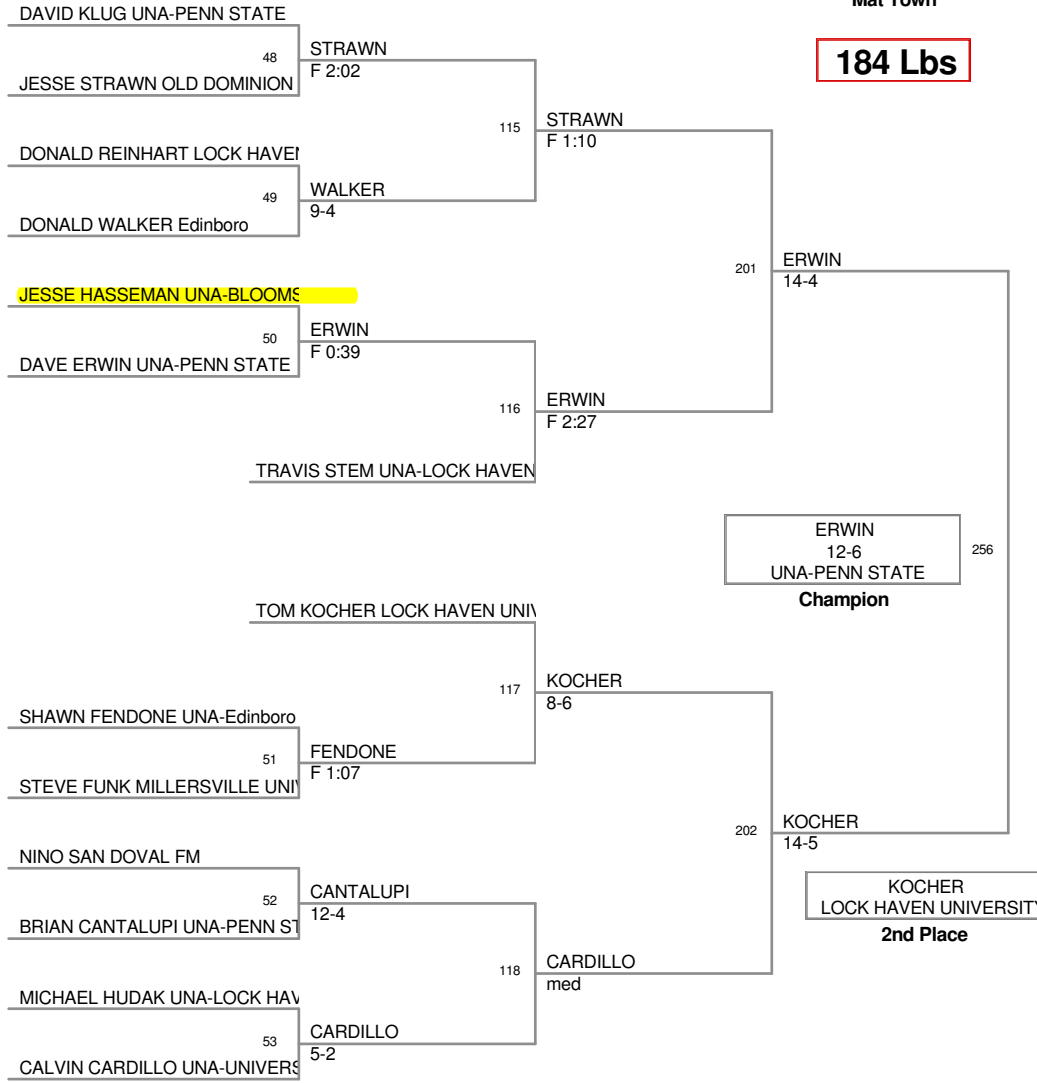 Mat Town
184 Lbs
DAVID KLUG UNA-PENN STATE
48
STRAWN
F 2:02
JESSE STRAWN OLD DOMINION
115
STRAWN
F 1:10
DONALD REINHART LOCK HAVEN
49
WALKER
9-4
DONALD WALKER Edinboro
201
ERWIN
14-4
JESSE HASSEMAN UNA-BLOOMS
50
ERWIN
F 0:39
DAVE ERWIN UNA-PENN STATE
116
ERWIN
F 2:27
TRAVIS STEM UNA-LOCK HAVEN
ERWIN
12-6
UNA-PENN STATE
256
Champion
TOM KOCHER LOCK HAVEN UNIV
117
KOCHER
8-6
SHAWN FENDONE UNA-Edinboro
51
FENDONE
F 1:07
STEVE FUNK MILLERSVILLE UNIV
202
KOCHER
14-5
NINO SAN DOVAL FM
52
CANTALUPI
12-4
BRIAN CANTALUPI UNA-PENN ST
KOCHER
LOCK HAVEN UNIVERSITY
2nd Place
118
CARDILLO
med
MICHAEL HUDAK UNA-LOCK HAV
53
CARDILLO
5-2
CALVIN CARDILLO UNA-UNIVERS